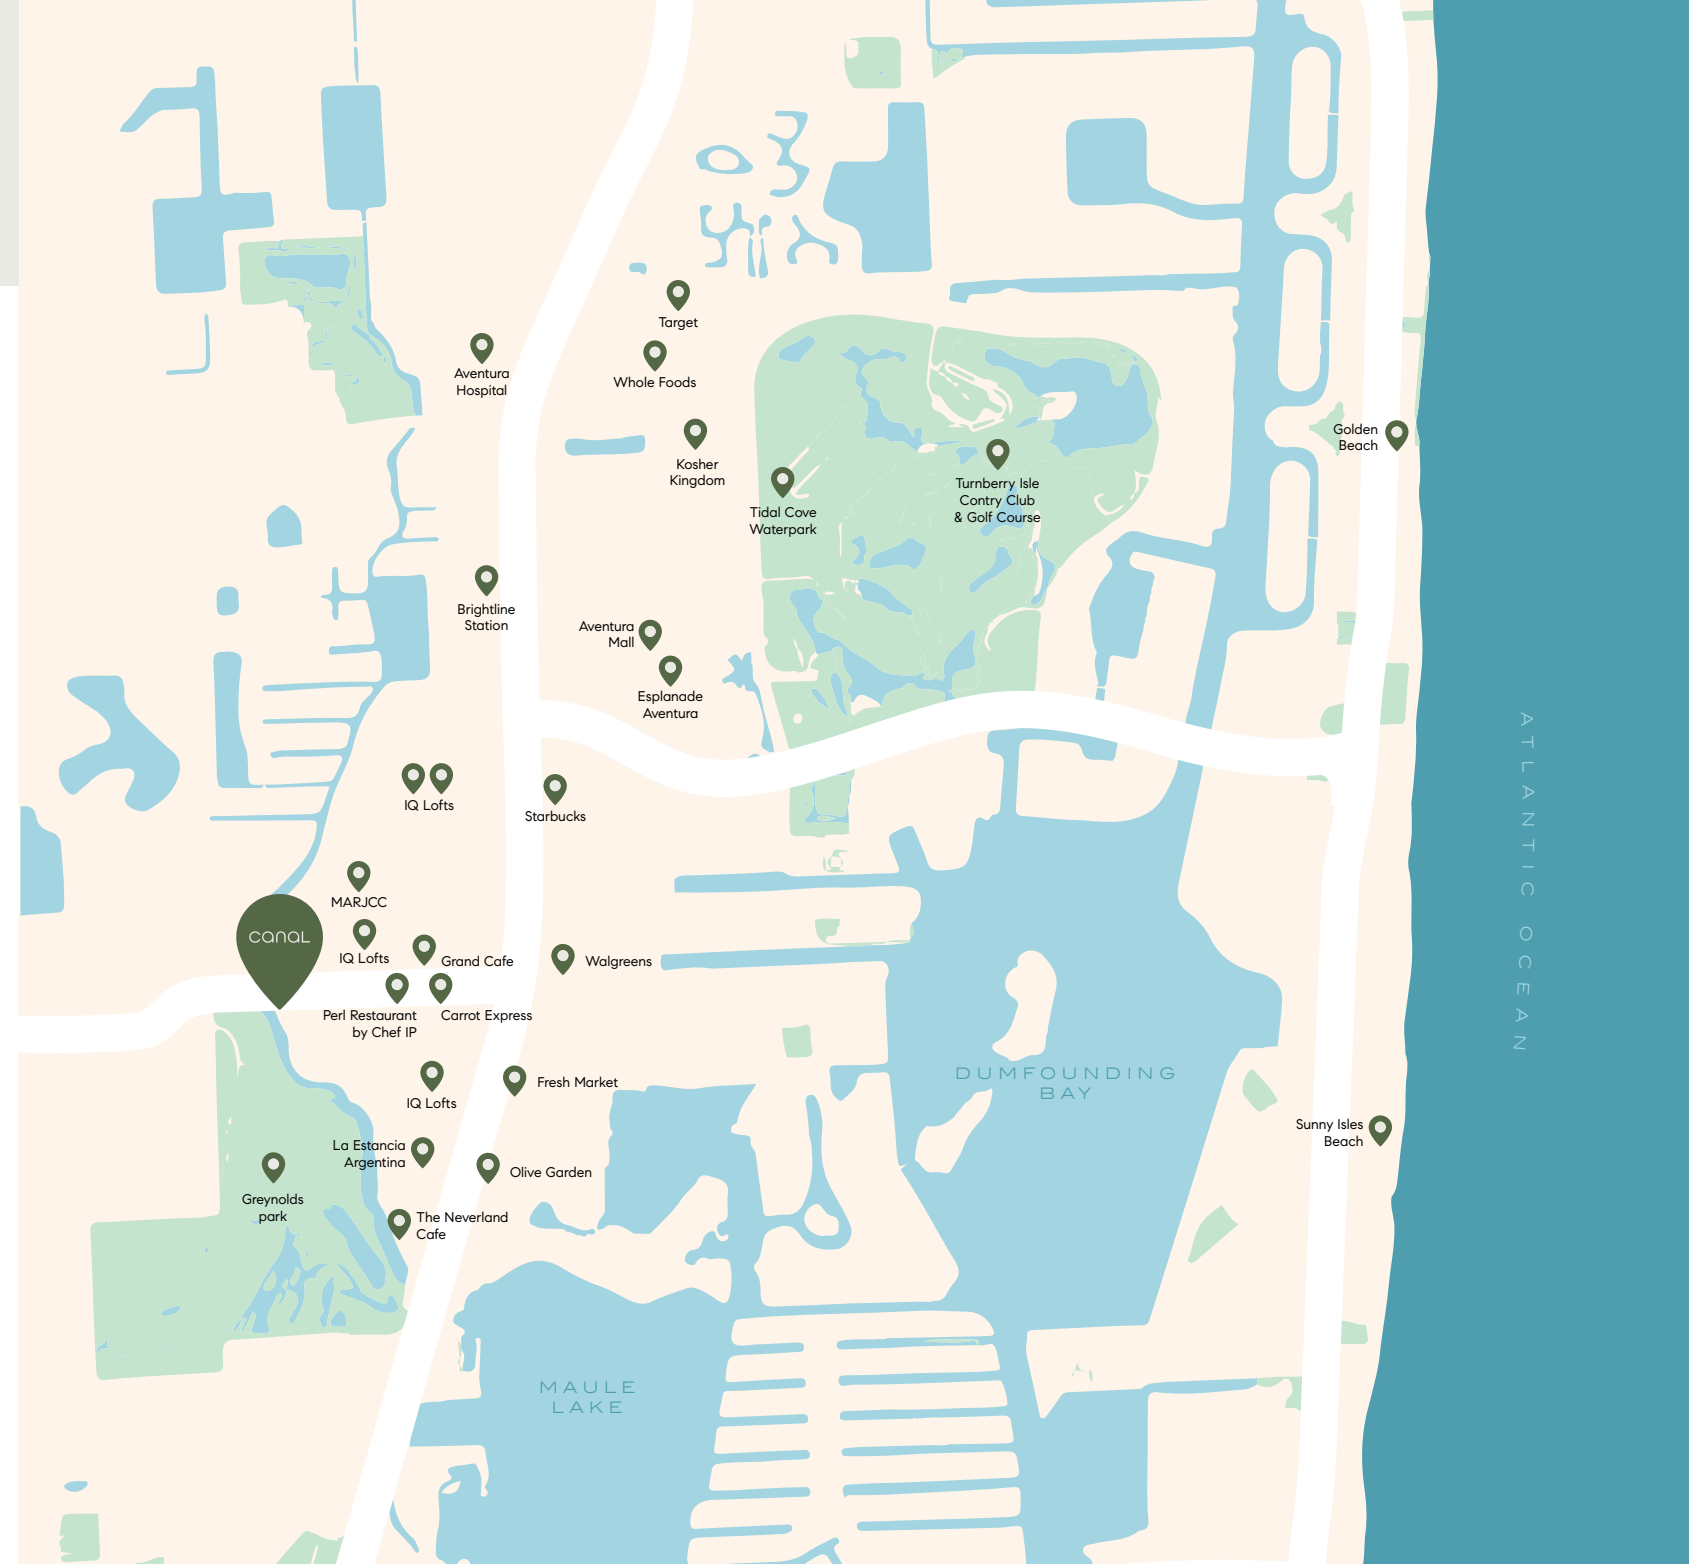 Target
Aventura
Hospital
Whole Foods
Golden
Beach
Kosher
Kingdom
Turnberry Isle
Contry Club
& Golf Course
Tidal Cove
Waterpark
Brightline
Station
Aventura
Mall
Esplanade
Aventura
ATLANTIC OCEAN
IQ Lofts
Starbucks
MARJCC
canaL
IQ Lofts
Grand Cafe
Walgreens
Perl Restaurant
by Chef IP
Carrot Express
DUMFOUNDING
BAY
Fresh Market
IQ Lofts
Sunny Isles
Beach
La Estancia
Argentina
Olive Garden
Greynolds
park
The Neverland
Cafe
MAULE
LAKE